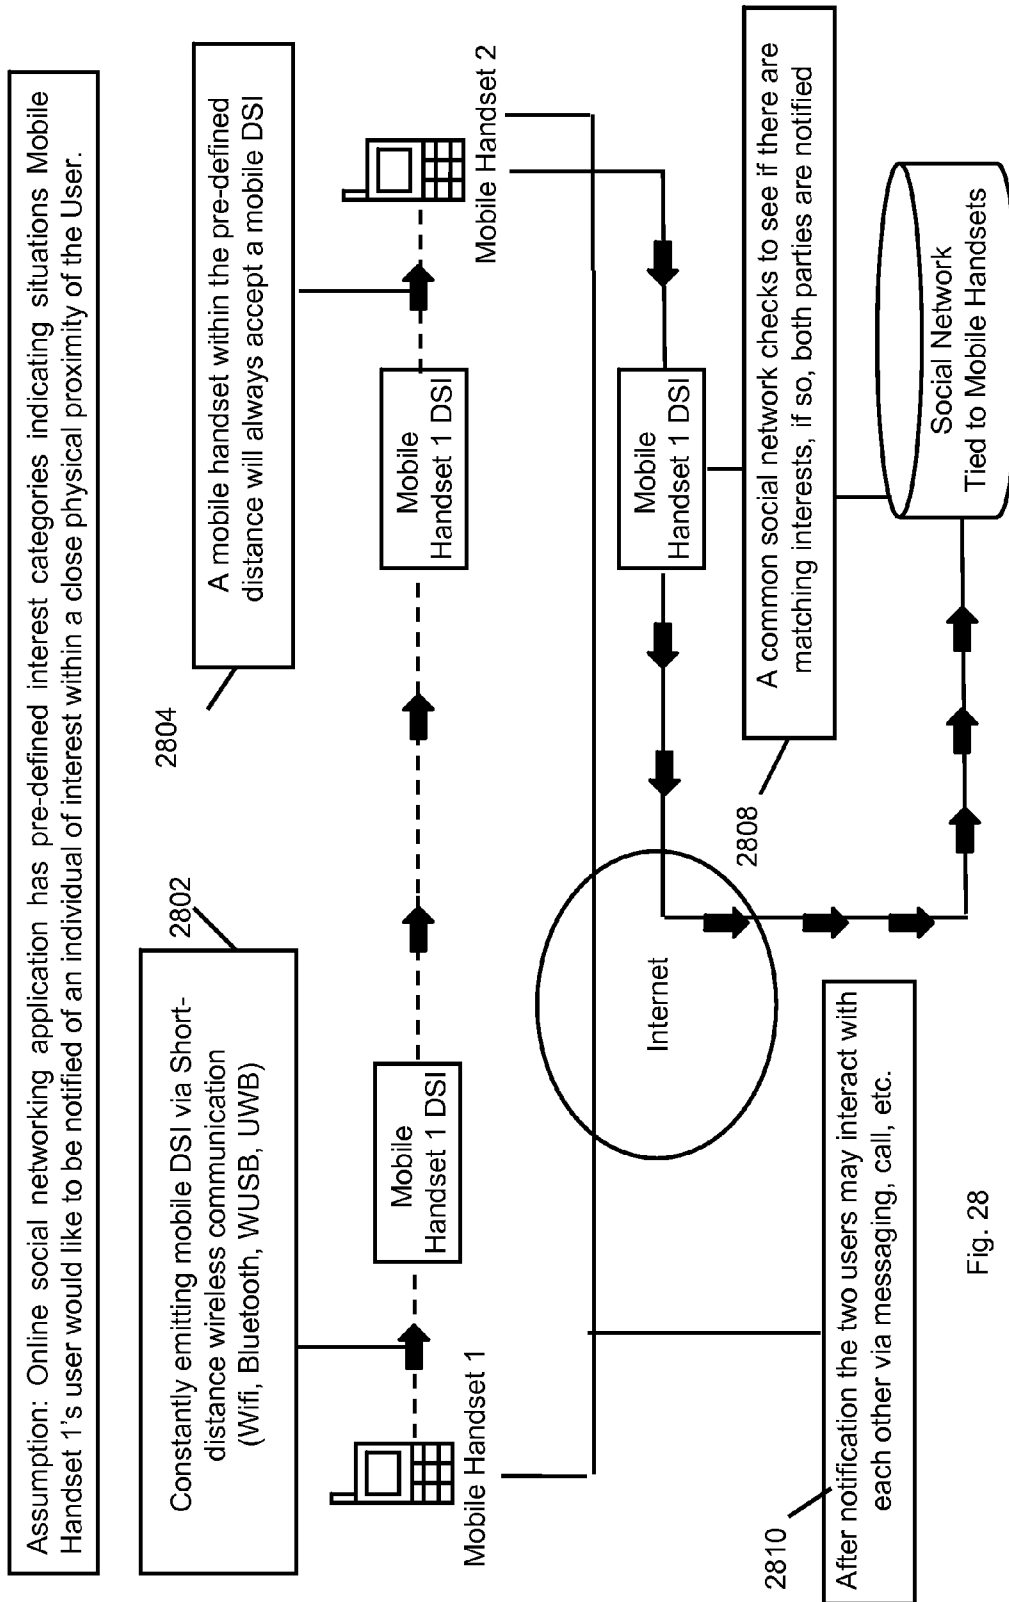 Assumption: Online social networking application has pre-defined interest categories indicating situations Mobile
Handset 1's user would like to be notified of an individual of interest within a close physical proximity of the User.
2802
Constantly emitting mobile DSI via Short-
distance wireless communication
(Wifi, Bluetooth, WUSB, UWB)
2804
A mobile handset within the pre-defined
distance will always accept a mobile DSI
Mobile Handset 1
Mobile
Handset 1 DSI
Mobile
Handset 1 DSI
Mobile Handset 2
Internet
Mobile
Handset 1 DSI
2808
A common social network checks to see if there are
matching interests, if so, both parties are notified
2810
After notification the two users may interact with
each other via messaging, call, etc.
Social Network
Tied to Mobile Handsets
Fig. 28